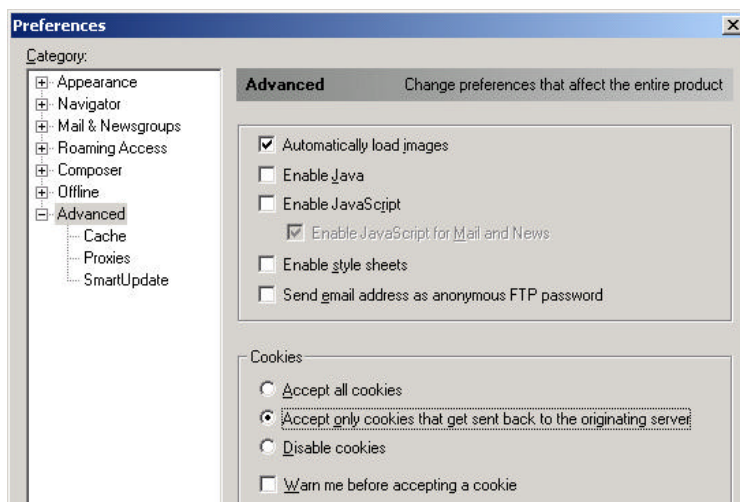 Preferences
Category:
Appearance
Navigator
Mail & Newsgroups
Roaming Access
Composer
Offline
Advanced
Cache
Proxies
SmartUpdate
Advanced Change preferences that affect the entire product
Automatically load images
Enable Java
Enable JavaScript
Enable JavaScript for Mail and News
Enable style sheets
Send email address as anonymous FTP password
Cookies
Accept all cookies
Accept only cookies that get sent back to the originating server
Disable cookies
Warn me before accepting a cookie